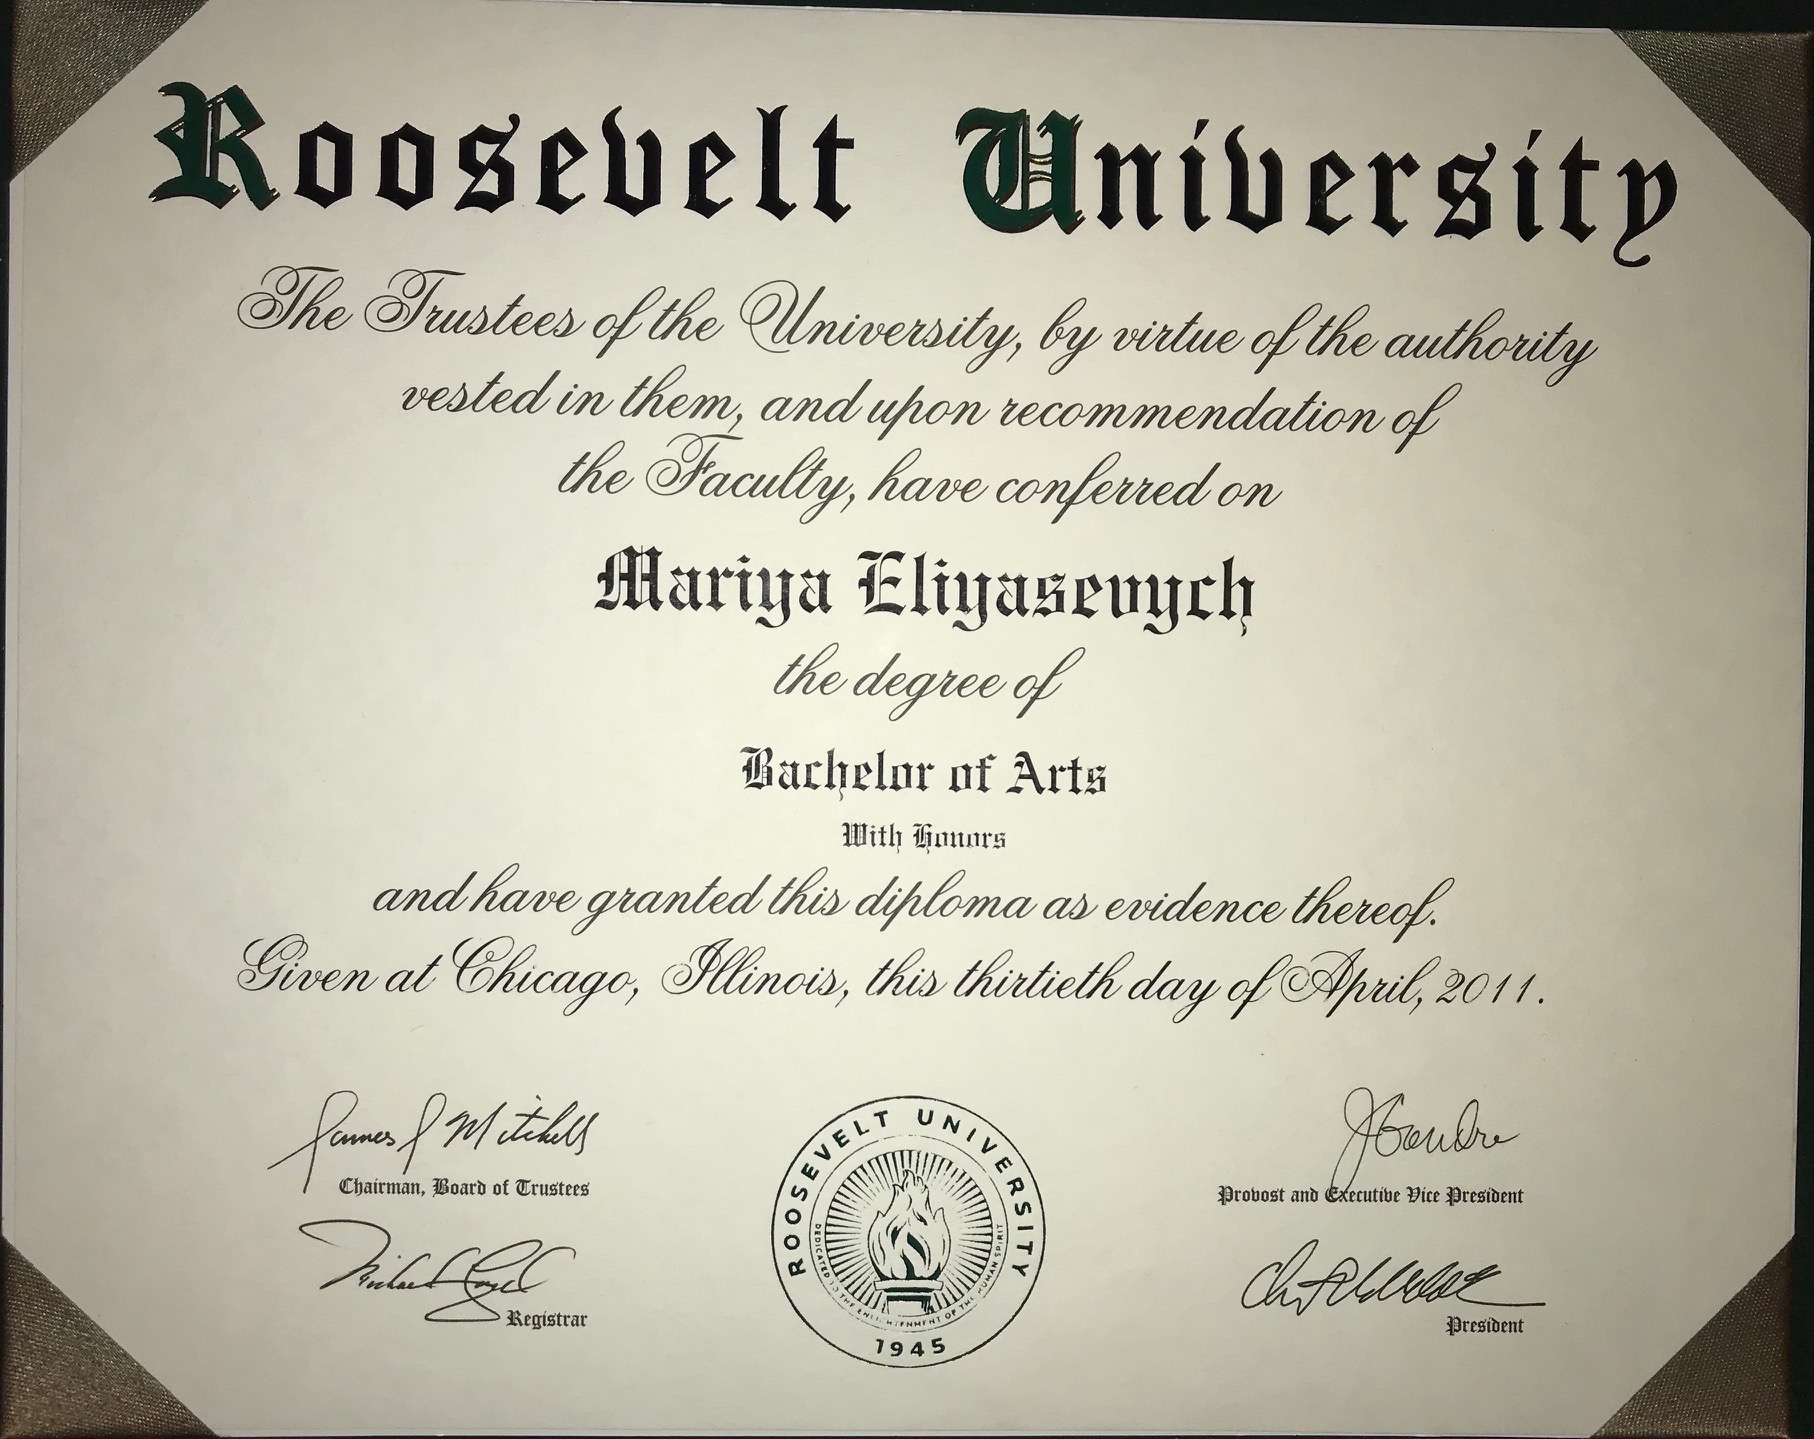 Roosevelt University
The Trustees of the University, by virtue of the authority
vested in them, and upon recommendation of
the Faculty, have conferred on
Mariya Eliyasevych
the degree of
Bachelor of Arts
With Honors
and have granted this diploma as evidence thereof.
Given at Chicago, Illinois, this thirtieth day of April, 2011.
James J Mitchell
Chairman, Board of Trustees
Provost and Executive Vice President
Registrar
President
ROOSEVELT UNIVERSITY
DEDICATED TO THE ENLIGHTENMENT OF THE HUMAN SPIRIT
1945